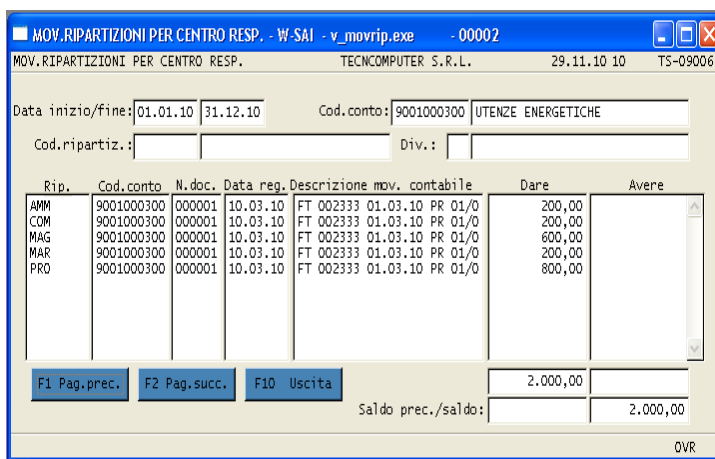 MOV.RIPARTIZIONI PER CENTRO RESP. - W-SAI - v_movrip.exe - 00002
MOV.RIPARTIZIONI PER CENTRO RESP. TECNCOMPUTER S.R.L. 29.11.10 10 TS-09006
Data inizio/fine: 01.01.10 31.12.10 Cod.conto: 9001000300 UTENZE ENERGETICHE
Cod.ripartiz.: Div.:
Rip. Cod.conto N.doc. Data reg. Descrizione mov. contabile Dare Avere
AMM 9001000300 000001 10.03.10 FT 002333 01.03.10 PR 01/0 200,00
COM 9001000300 000001 10.03.10 FT 002333 01.03.10 PR 01/0 200,00
MAG 9001000300 000001 10.03.10 FT 002333 01.03.10 PR 01/0 600,00
MAR 9001000300 000001 10.03.10 FT 002333 01.03.10 PR 01/0 200,00
PRO 9001000300 000001 10.03.10 FT 002333 01.03.10 PR 01/0 800,00
F1 Pag.prec. F2 Pag.succ. F10 Uscita 2.000,00
Saldo prec./saldo: 2.000,00
OVR